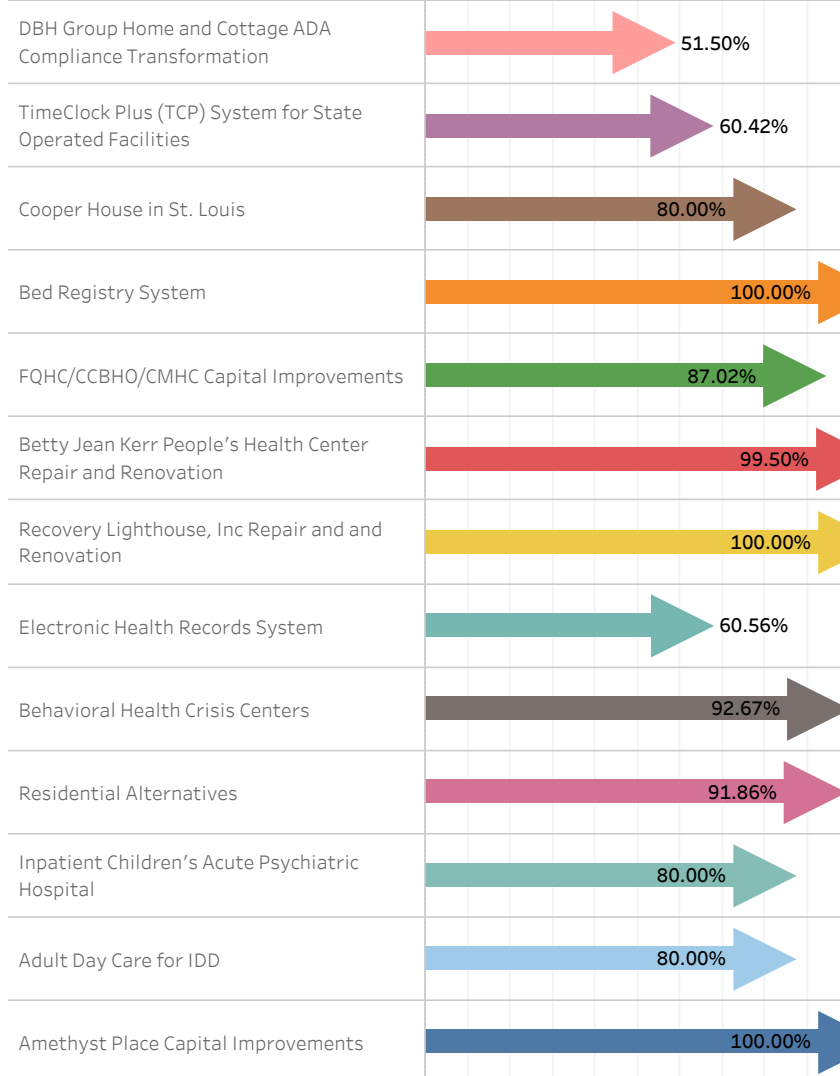 DBH Group Home and Cottage ADA
Compliance Transformation
51.50%
TimeClock Plus (TCP) System for State
Operated Facilities
60.42%
Cooper House in St. Louis
80.00%
Bed Registry System
100.00%
FQHC/CCBHO/CMHC Capital Improvements
87.02%
Betty Jean Kerr People's Health Center
Repair and Renovation
99.50%
Recovery Lighthouse, Inc Repair and and
Renovation
100.00%
Electronic Health Records System
60.56%
Behavioral Health Crisis Centers
92.67%
Residential Alternatives
91.86%
Inpatient Children's Acute Psychiatric
Hospital
80.00%
Adult Day Care for IDD
80.00%
Amethyst Place Capital Improvements
100.00%